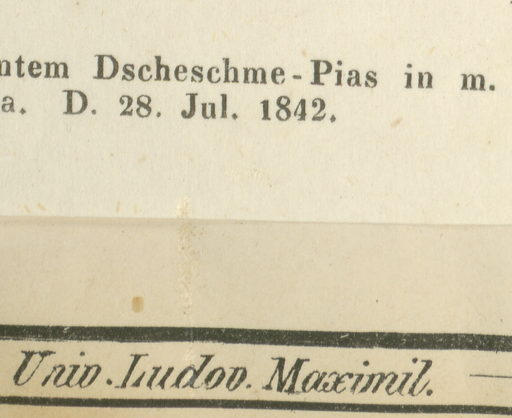 ntem Dscheschme-Pias in m.
a. D. 28. Jul. 1842.
Univ. Ludov. Maximil.